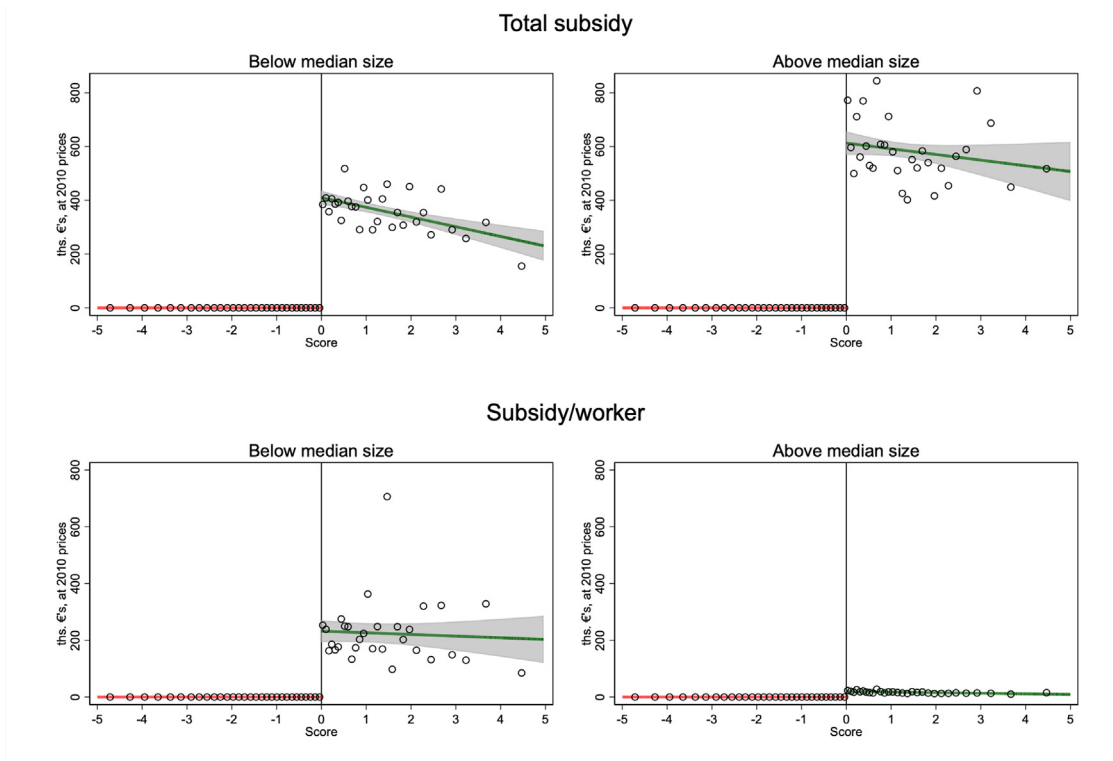 Total subsidy
Below median size
Above median size
ths. €'s, at 2010 prices
800
600
400
200
0
-5 -4 -3 -2 -1 0 1 2 3 4 5
Score
ths. €'s, at 2010 prices
800
600
400
200
0
-5 -4 -3 -2 -1 0 1 2 3 4 5
Score
Subsidy/worker
Below median size
Above median size
ths. €'s, at 2010 prices
800
600
400
200
0
-5 -4 -3 -2 -1 0 1 2 3 4 5
Score
ths. €'s, at 2010 prices
800
600
400
200
0
-5 -4 -3 -2 -1 0 1 2 3 4 5
Score